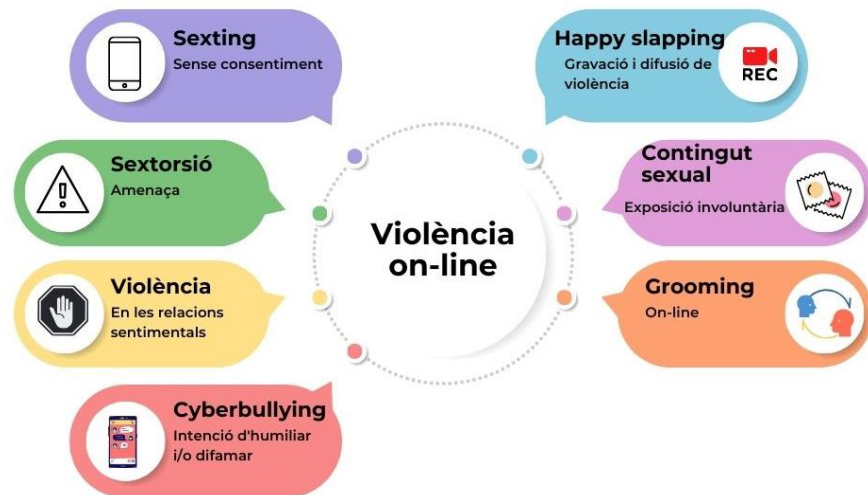 Sexting
Sense consentiment
Sextorsió
Amenaça
Violència
En les relacions
sentimentals
Cyberbullying
Intenció d'humiliar
i/o difamar
Violència
on-line
Happy slapping
Gravació i difusió de
violència
REC
Contingut
sexual
Exposició involuntària
Grooming
On-line